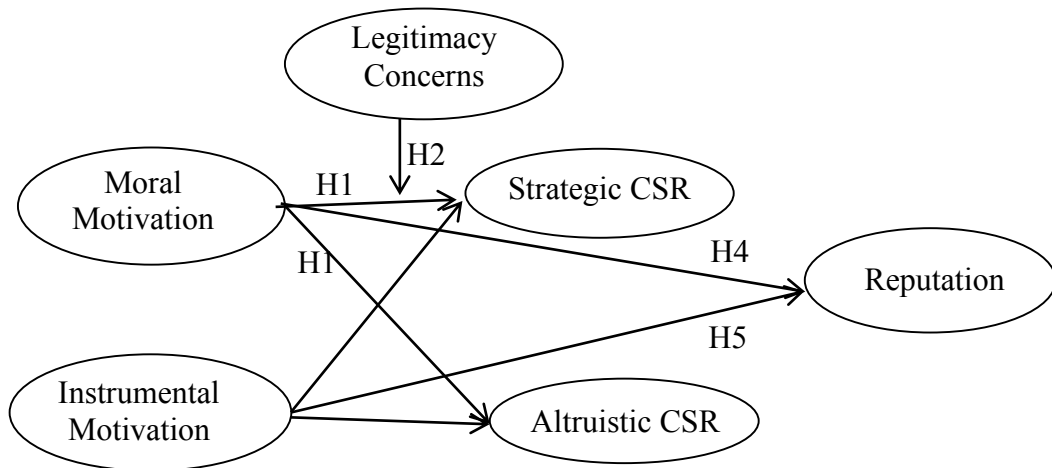 Legitimacy
Concerns
H2
H1
Moral
Motivation
Strategic CSR
H1
H4
Reputation
H5
Instrumental
Motivation
Altruistic CSR